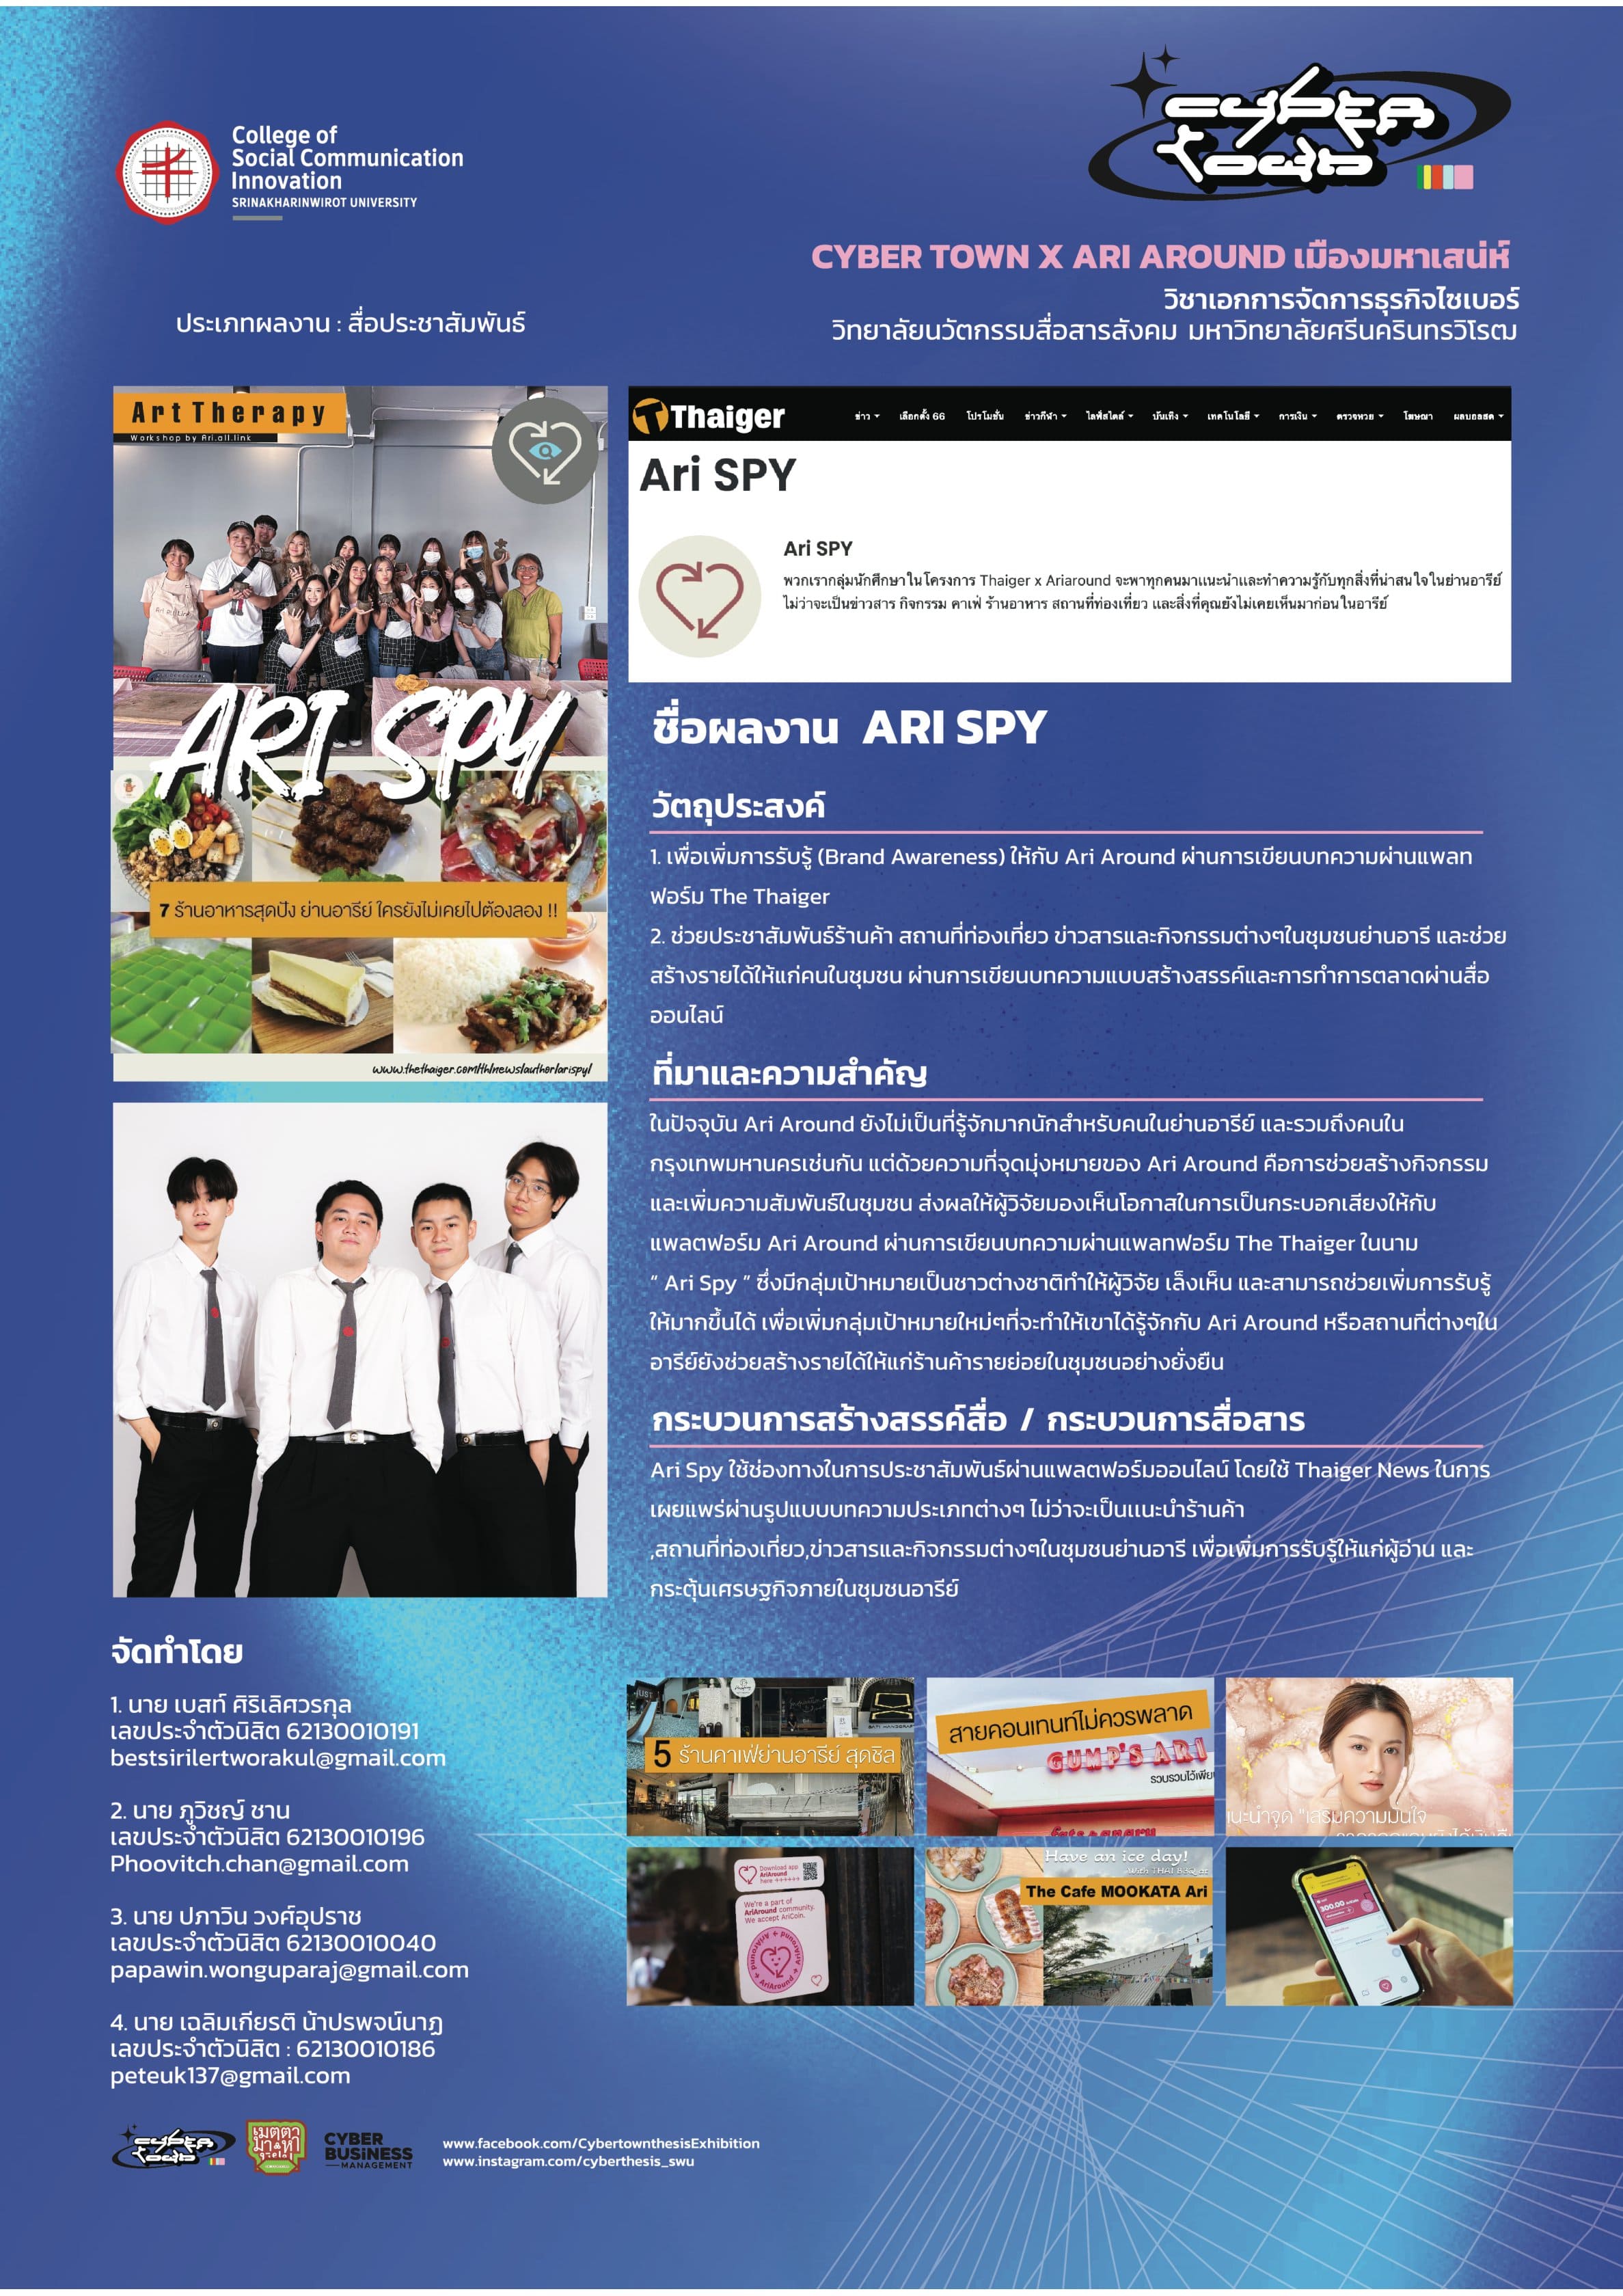 College of
Social Communication
Innovation
SRINAKHARINWIROT UNIVERSITY
CYBER
TOWN
CYBER TOWN X ARI AROUND เมืองมหาเสน่ห์
วิชาเอกการจัดการธุรกิจไซเบอร์
วิทยาลัยนวัตกรรมสื่อสารสังคม มหาวิทยาลัยศรีนครินทรวิโรฒ
ประเภทผลงาน : สื่อประชาสัมพันธ์
Art Therapy
Workshop by Ari.all.link
ARI SPY
7 ร้านอาหารสุดปัง ย่านอารีย์ ใครยังไม่เคยไปต้องลอง !!
www.thethaiger.com/th/news/author/arispy/
Thaiger
ข่าว
เลือกตั้ง 66
โปรโมชั่น
ข่าวกีฬา
ไลฟ์สไตล์
บันเทิง
เทคโนโลยี
การเงิน
ตรวจหวย
โฆษณา
ผลบอลสด
Ari SPY
Ari SPY
พวกเรากลุ่มนักศึกษาในโครงการ Thaiger x Ariaround จะพาทุกคนมาแนะนำและทำความรู้กับทุกสิ่งที่น่าสนใจในย่านอารีย์
ไม่ว่าจะเป็นข่าวสาร กิจกรรม คาเฟ่ ร้านอาหาร สถานที่ท่องเที่ยว และสิ่งที่คุณยังไม่เคยเห็นมาก่อนในอารีย์
ชื่อผลงาน ARI SPY
วัตถุประสงค์
1. เพื่อเพิ่มการรับรู้ (Brand Awareness) ให้กับ Ari Around ผ่านการเขียนบทความผ่านแพลท
ฟอร์ม The Thaiger
2. ช่วยประชาสัมพันธ์ร้านค้า สถานที่ท่องเที่ยว ข่าวสารและกิจกรรมต่างๆในชุมชนย่านอารี และช่วย
สร้างรายได้ให้แก่คนในชุมชน ผ่านการเขียนบทความแบบสร้างสรรค์และการทำการตลาดผ่านสื่อ
ออนไลน์
ที่มาและความสำคัญ
ในปัจจุบัน Ari Around ยังไม่เป็นที่รู้จักมากนักสำหรับคนในย่านอารีย์ และรวมถึงคนใน
กรุงเทพมหานครเช่นกัน แต่ด้วยความที่จุดมุ่งหมายของ Ari Around คือการช่วยสร้างกิจกรรม
และเพิ่มความสัมพันธ์ในชุมชน ส่งผลให้ผู้วิจัยมองเห็นโอกาสในการเป็นกระบอกเสียงให้กับ
แพลตฟอร์ม Ari Around ผ่านการเขียนบทความผ่านแพลทฟอร์ม The Thaiger ในนาม
“ Ari Spy ” ซึ่งมีกลุ่มเป้าหมายเป็นชาวต่างชาติทำให้ผู้วิจัย เล็งเห็น และสามารถช่วยเพิ่มการรับรู้
ให้มากขึ้นได้ เพื่อเพิ่มกลุ่มเป้าหมายใหม่ๆที่จะทำให้เขาได้รู้จักกับ Ari Around หรือสถานที่ต่างๆใน
อารีย์ยังช่วยสร้างรายได้ให้แก่ร้านค้ารายย่อยในชุมชนอย่างยั่งยืน
กระบวนการสร้างสรรค์สื่อ / กระบวนการสื่อสาร
Ari Spy ใช้ช่องทางในการประชาสัมพันธ์ผ่านแพลตฟอร์มออนไลน์ โดยใช้ Thaiger News ในการ
เผยแพร่ผ่านรูปแบบบทความประเภทต่างๆ ไม่ว่าจะเป็นแนะนำร้านค้า
,สถานที่ท่องเที่ยว,ข่าวสารและกิจกรรมต่างๆในชุมชนย่านอารี เพื่อเพิ่มการรับรู้ให้แก่ผู้อ่าน และ
กระตุ้นเศรษฐกิจภายในชุมชนอารีย์
จัดทำโดย
1. นาย เบสท์ ศิริเลิศวรกุล
เลขประจำตัวนิสิต 62130010191
bestsirilertworakul@gmail.com
2. นาย ภูวิชญ์ ชาน
เลขประจำตัวนิสิต 62130010196
Phoovitch.chan@gmail.com
3. นาย ปภาวิน วงศ์อุปราช
เลขประจำตัวนิสิต 62130010040
papawin.wonguparaj@gmail.com
4. นาย เฉลิมเกียรติ น้าปรพจน์นาฏ
เลขประจำตัวนิสิต : 62130010186
peteuk137@gmail.com
5 ร้านคาเฟ่ย่านอารีย์ สุดชิล
สายคอนเทนท์ไม่ควรพลาด
GUMP'S ARI
รวบรวมไว้เพีย
แนะนำจุด "เสริมความมั่นใจ
Download app
AriAround
here
We're a part of
AriAround community.
We accept AriCoin.
AriAround
Have an ice day!
The Cafe MOOKATA Ari
300.00
CYBER
TOWN
CYBER
BUSINESS
MANAGEMENT
www.facebook.com/CybertownthesisExhibition
www.instagram.com/cyberthesis_swu